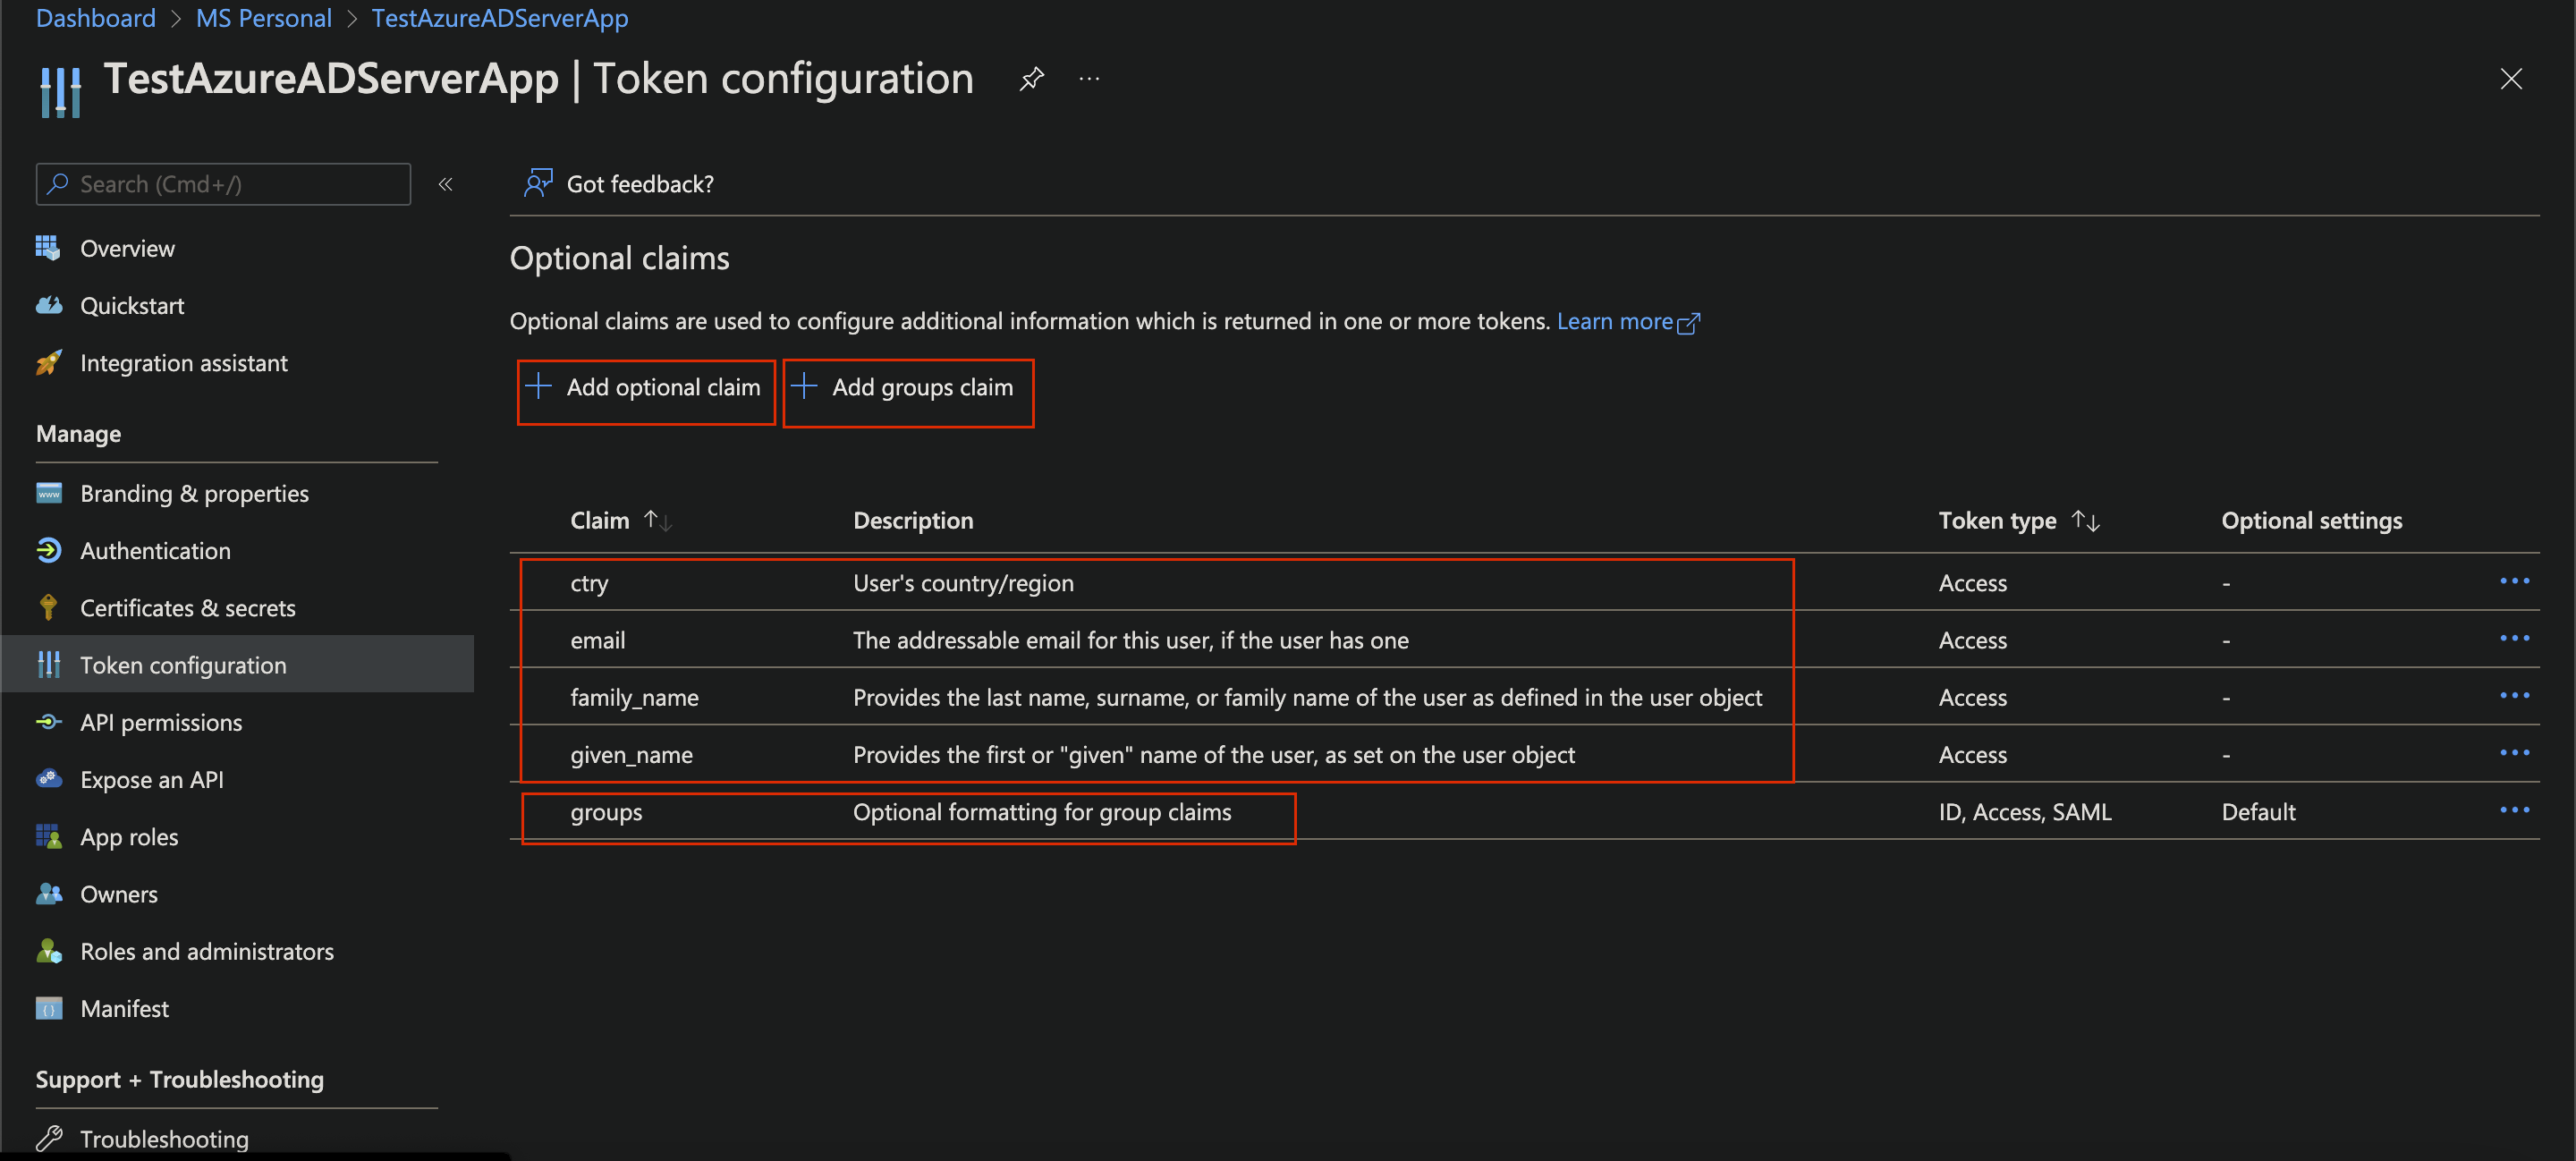 Dashboard > MS Personal > TestAzureADServerApp
TestAzureADServerApp | Token configuration ...
Search (Cmd+/)
«
Overview
Quickstart
Integration assistant
Manage
Branding & properties
Authentication
Certificates & secrets
Token configuration
API permissions
Expose an API
App roles
Owners
Roles and administrators
Manifest
Support + Troubleshooting
Troubleshooting
Got feedback?
Optional claims
Optional claims are used to configure additional information which is returned in one or more tokens. Learn more
+ Add optional claim + Add groups claim
Claim ↑↓ Description Token type ↑↓ Optional settings
ctry User's country/region Access - ...
email The addressable email for this user, if the user has one Access - ...
family_name Provides the last name, surname, or family name of the user as defined in the user object Access - ...
given_name Provides the first or "given" name of the user, as set on the user object Access - ...
groups Optional formatting for group claims ID, Access, SAML Default ...